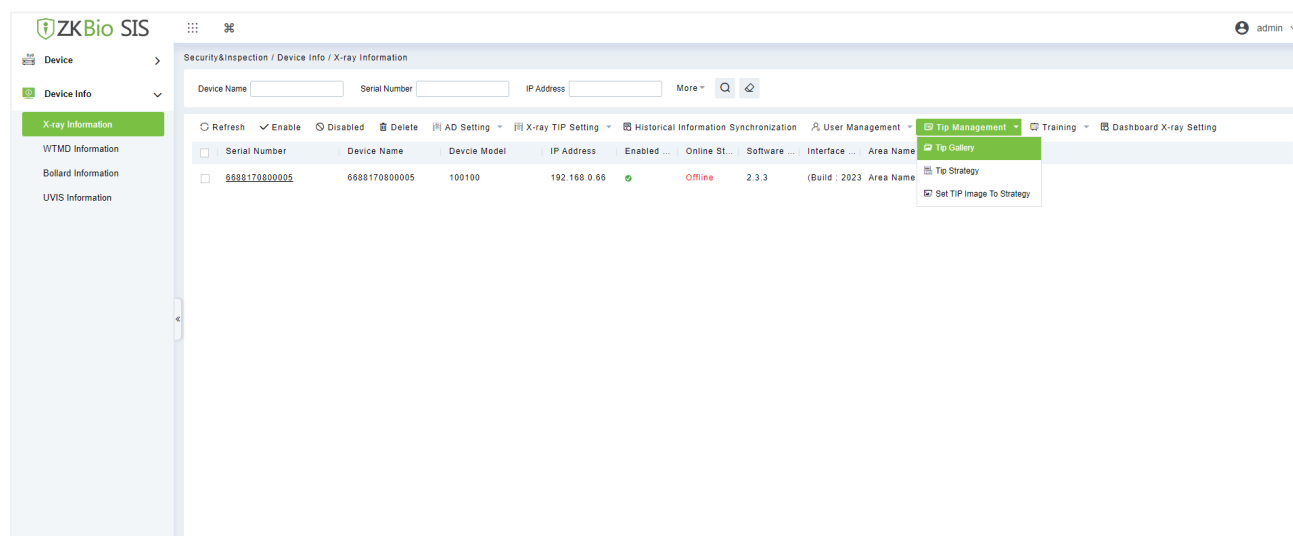 ZKBio SIS
admin
Device
Device Info
X-ray Information
WTMD Information
Bollard Information
UVIS Information
Security&Inspection / Device Info / X-ray Information
Device Name Serial Number IP Address More
Refresh Enable Disabled Delete AD Setting X-ray TIP Setting Historical Information Synchronization User Management Tip Management Training Dashboard X-ray Setting
Serial Number Device Name Devcie Model IP Address Enabled ... Online St... Software ... Interface ... Area Name
6688170800005 6688170800005 100100 192.168.0.66 Offline 2.3.3 (Build : 2023 Area Name
Tip Gallery
Tip Strategy
Set TIP Image To Strategy